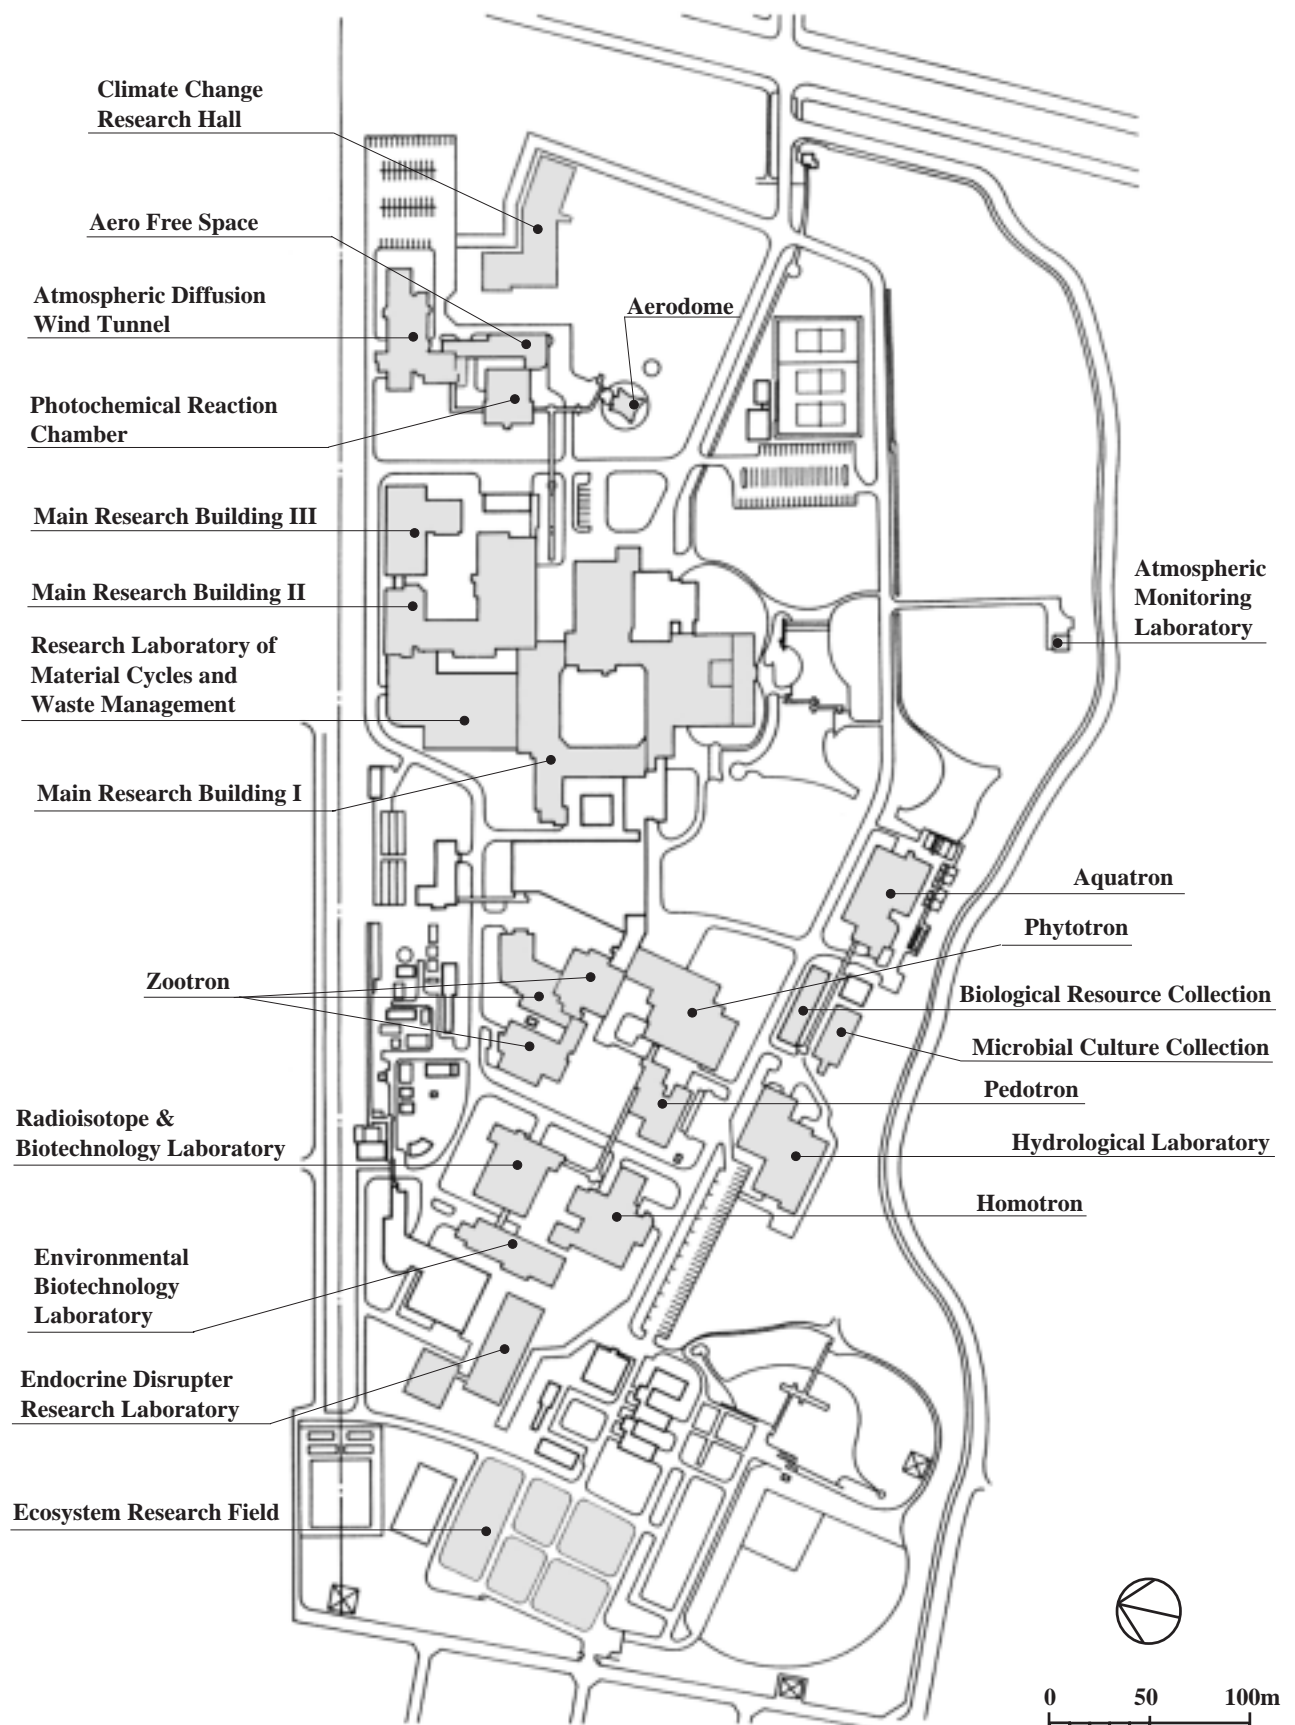 Climate Change
Research Hall
Aero Free Space
Atmospheric Diffusion
Wind Tunnel
Aerodome
Photochemical Reaction
Chamber
Main Research Building III
Main Research Building II
Atmospheric
Monitoring
Laboratory
Research Laboratory of
Material Cycles and
Waste Management
Main Research Building I
Aquatron
Phytotron
Zootron
Biological Resource Collection
Microbial Culture Collection
Pedotron
Radioisotope &
Biotechnology Laboratory
Hydrological Laboratory
Homotron
Environmental
Biotechnology
Laboratory
Endocrine Disrupter
Research Laboratory
Ecosystem Research Field
0 50 100m